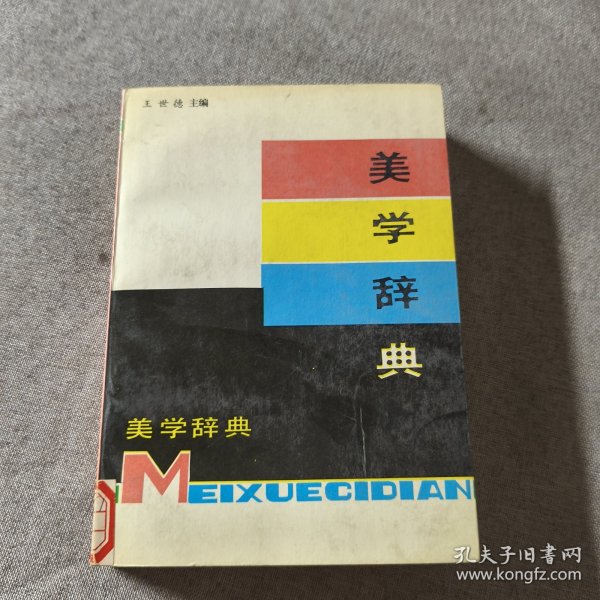 王世德 主编
美
学
辞
典
美学辞典
MEIXUECIDIAN
孔夫子旧书网
www.kongfz.com